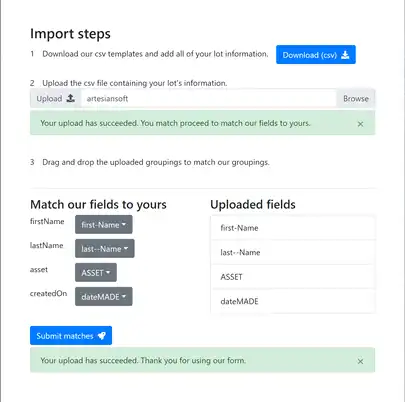 Import steps
1 Download our csv templates and add all of your lot information. Download (csv)
2 Upload the csv file containing your lot's information.
Upload artesiansoft Browse
Your upload has succeeded. You match proceed to match our fields to yours. ×
3 Drag and drop the uploaded groupings to match our groupings.
Match our fields to yours Uploaded fields
firstName first-Name first-Name
lastName last--Name last--Name
asset ASSET ASSET
createdOn dateMADE dateMADE
Submit matches
Your upload has succeeded. Thank you for using our form. ×